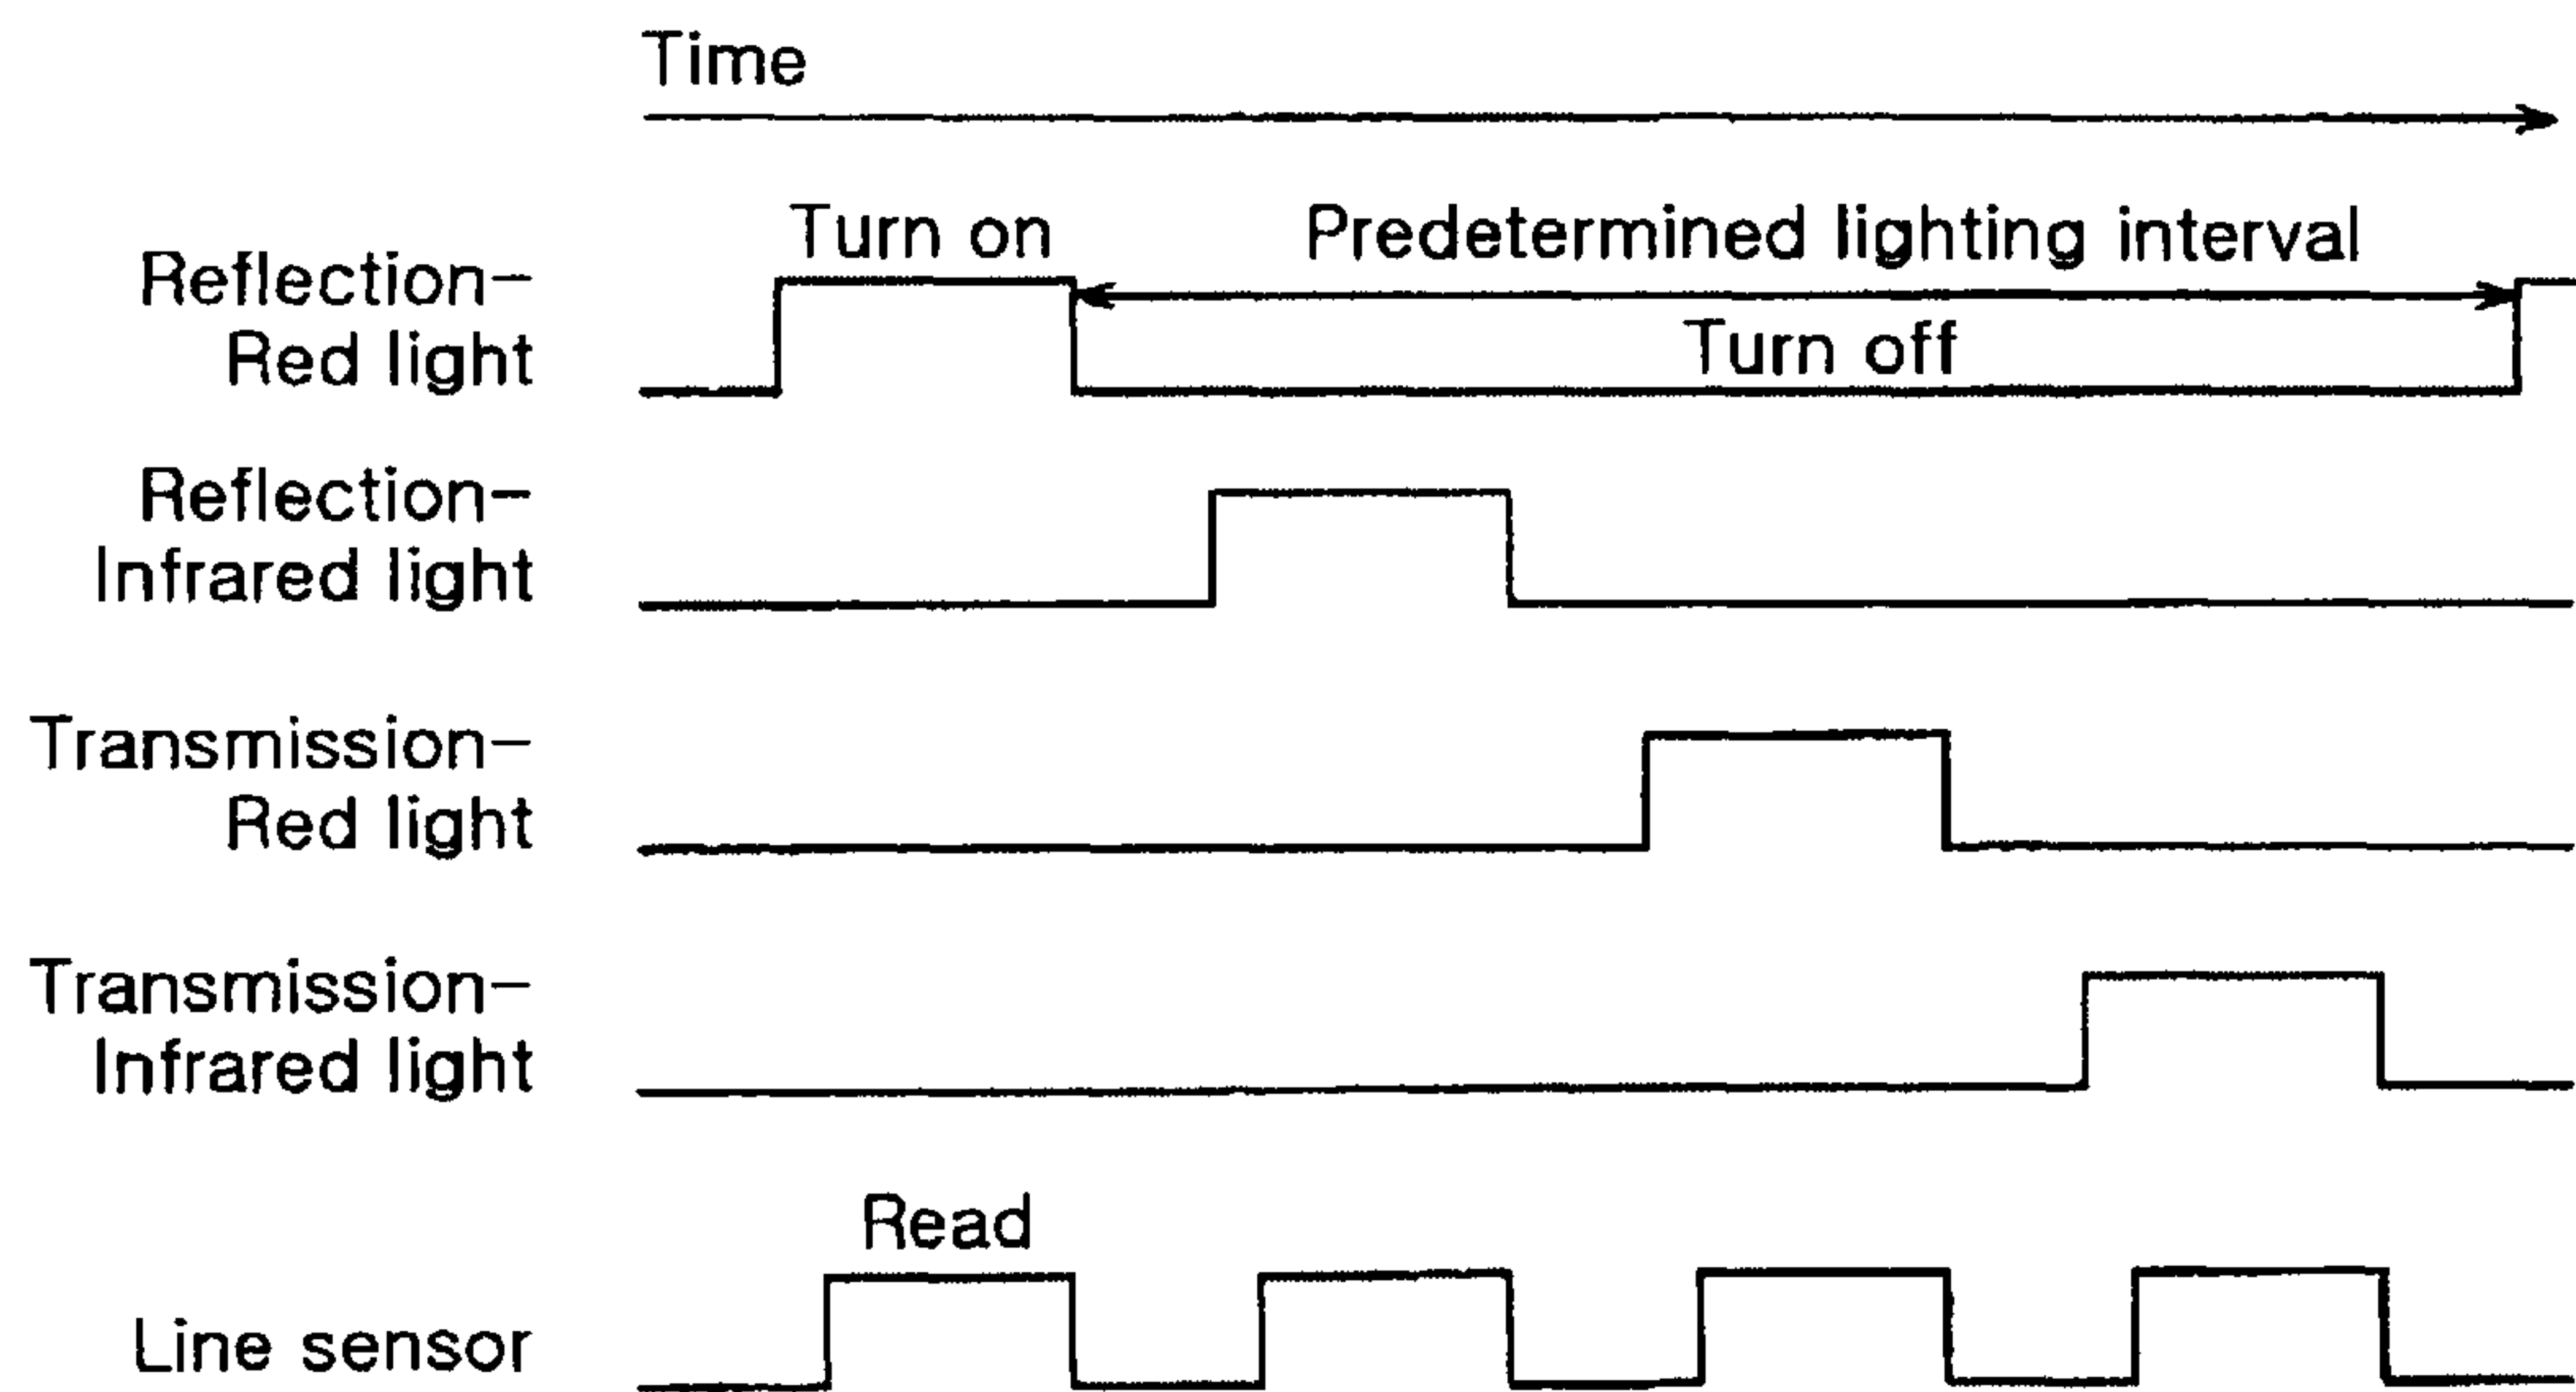 Time
Turn on
Predetermined lighting interval
Reflection-
Red light
Turn off
Reflection-
Infrared light
Transmission-
Red light
Transmission-
Infrared light
Read
Line sensor